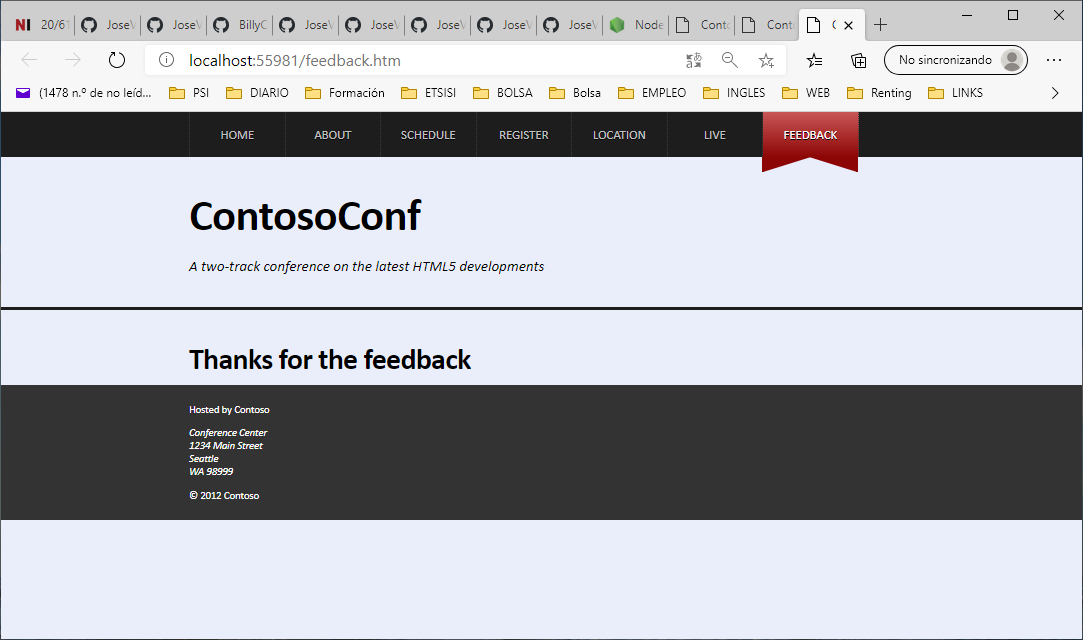 NI 20/61 JoseV JoseV BillyC JoseV JoseV JoseV JoseV JoseV Node Conto Cont C
localhost:55981/feedback.htm
No sincronizando
(1478 n.º de no leíd... PSI DIARIO Formación ETSISI BOLSA Bolsa EMPLEO INGLES WEB Renting LINKS
HOME ABOUT SCHEDULE REGISTER LOCATION LIVE FEEDBACK
ContosoConf
A two-track conference on the latest HTML5 developments
Thanks for the feedback
Hosted by Contoso
Conference Center
1234 Main Street
Seattle
WA 98999
© 2012 Contoso